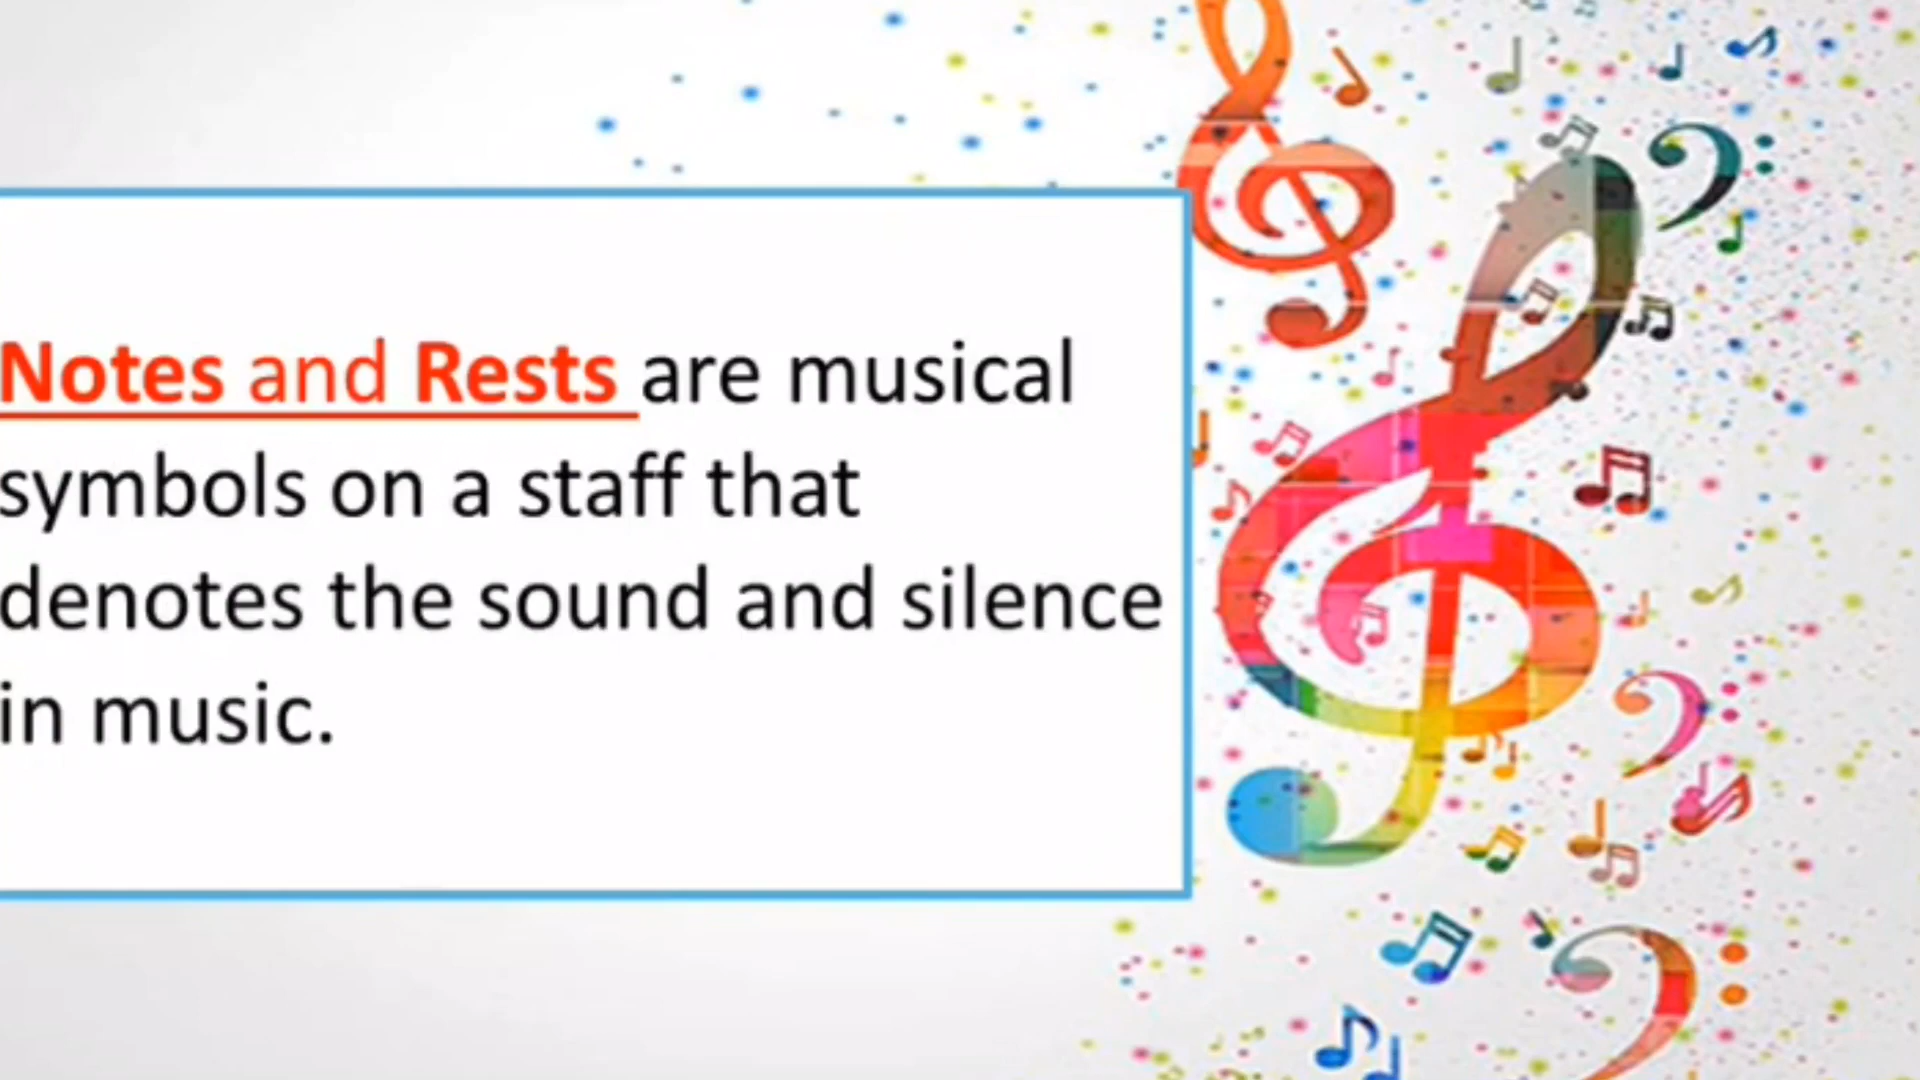 Notes and Rests are musical
symbols on a staff that
denotes the sound and silence
in music.